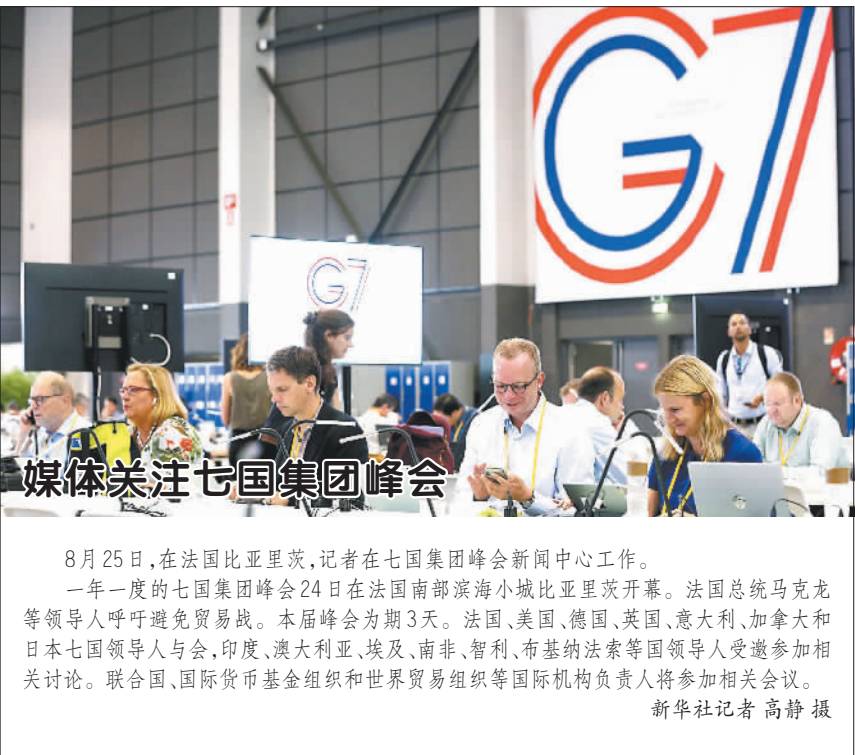 G7
G7
媒体关注七国集团峰会
8月25日,在法国比亚里茨,记者在七国集团峰会新闻中心工作。
一年一度的七国集团峰会24日在法国南部滨海小城比亚里茨开幕。法国总统马克龙
等领导人呼吁避免贸易战。本届峰会为期3天。法国、美国、德国、英国、意大利、加拿大和
日本七国领导人与会,印度、澳大利亚、埃及、南非、智利、布基纳法索等国领导人受邀参加相
关讨论。联合国、国际货币基金组织和世界贸易组织等国际机构负责人将参加相关会议。
新华社记者 高静 摄